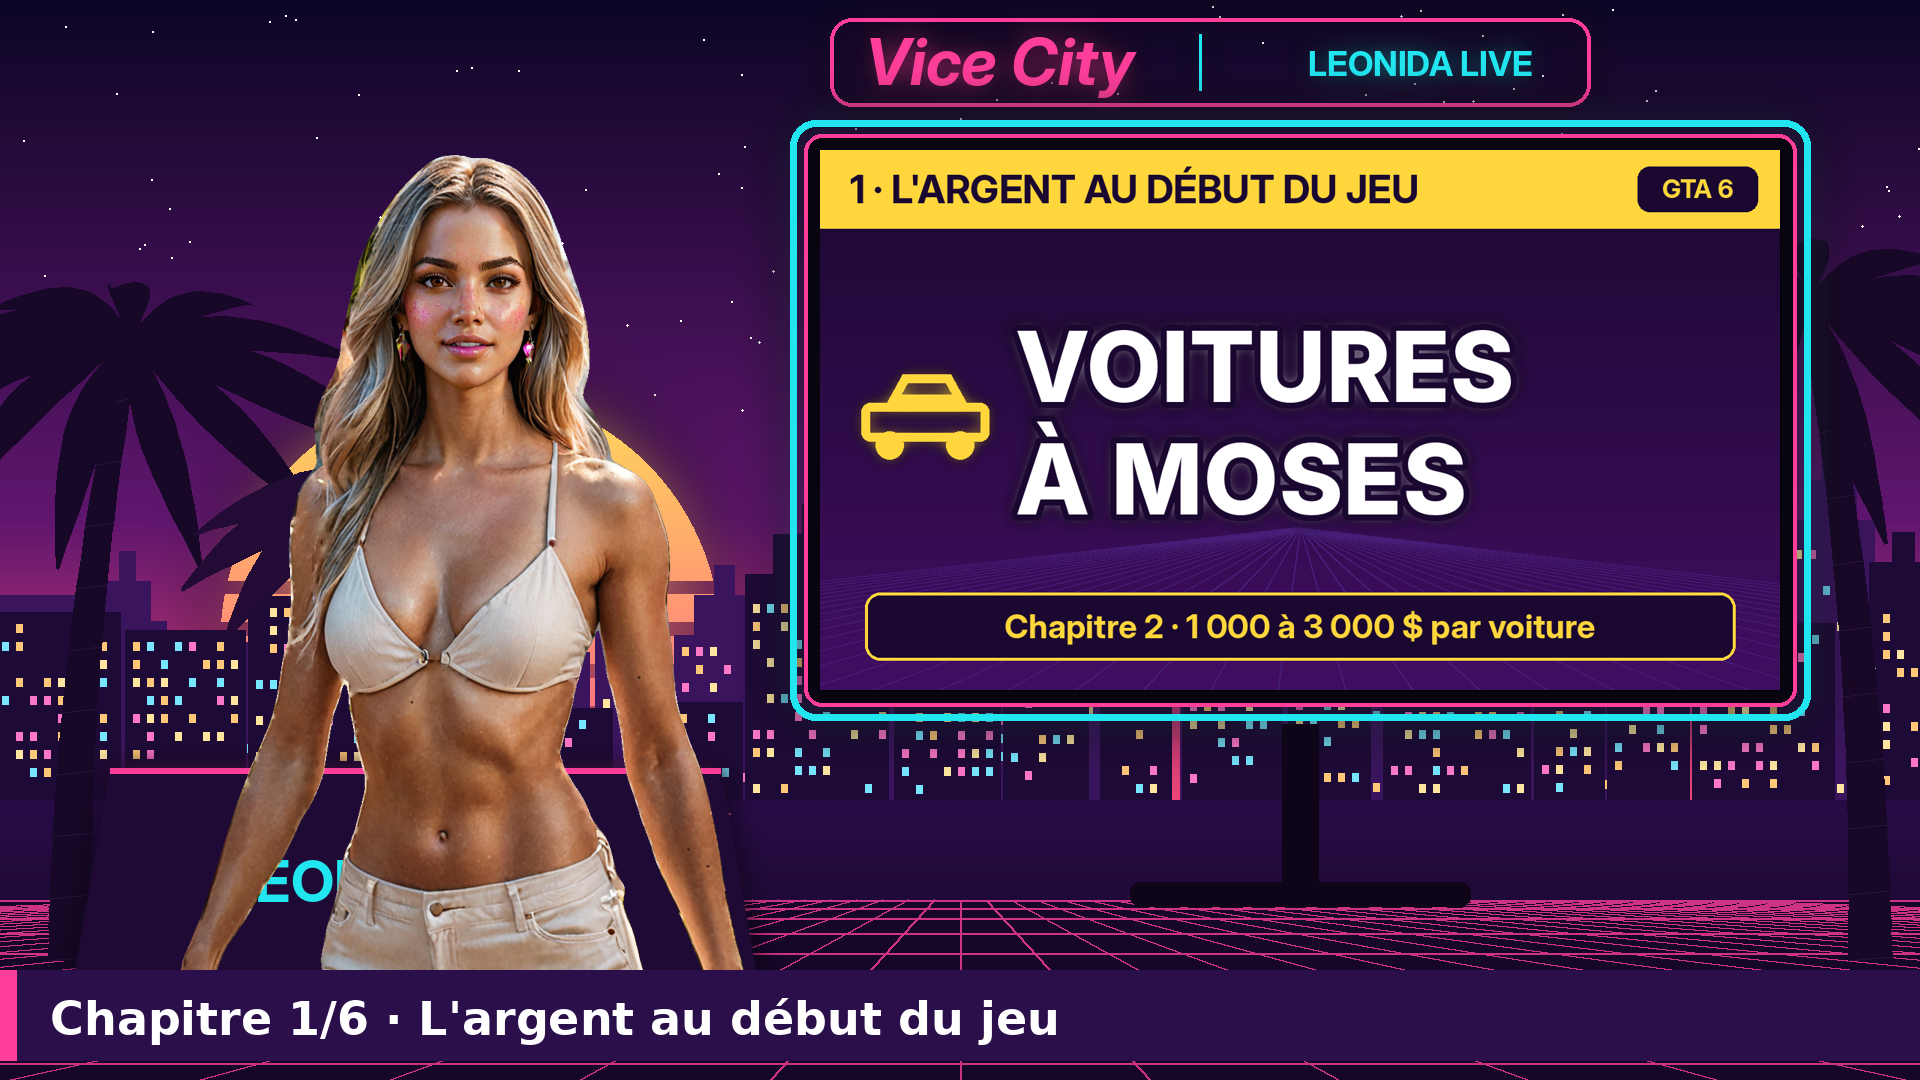 Vice City
LEONIDA LIVE
1 · L'ARGENT AU DÉBUT DU JEU
GTA 6
VOITURES
À MOSES
Chapitre 2 · 1 000 à 3 000 $ par voiture
EO
Chapitre 1/6 · L'argent au début du jeu